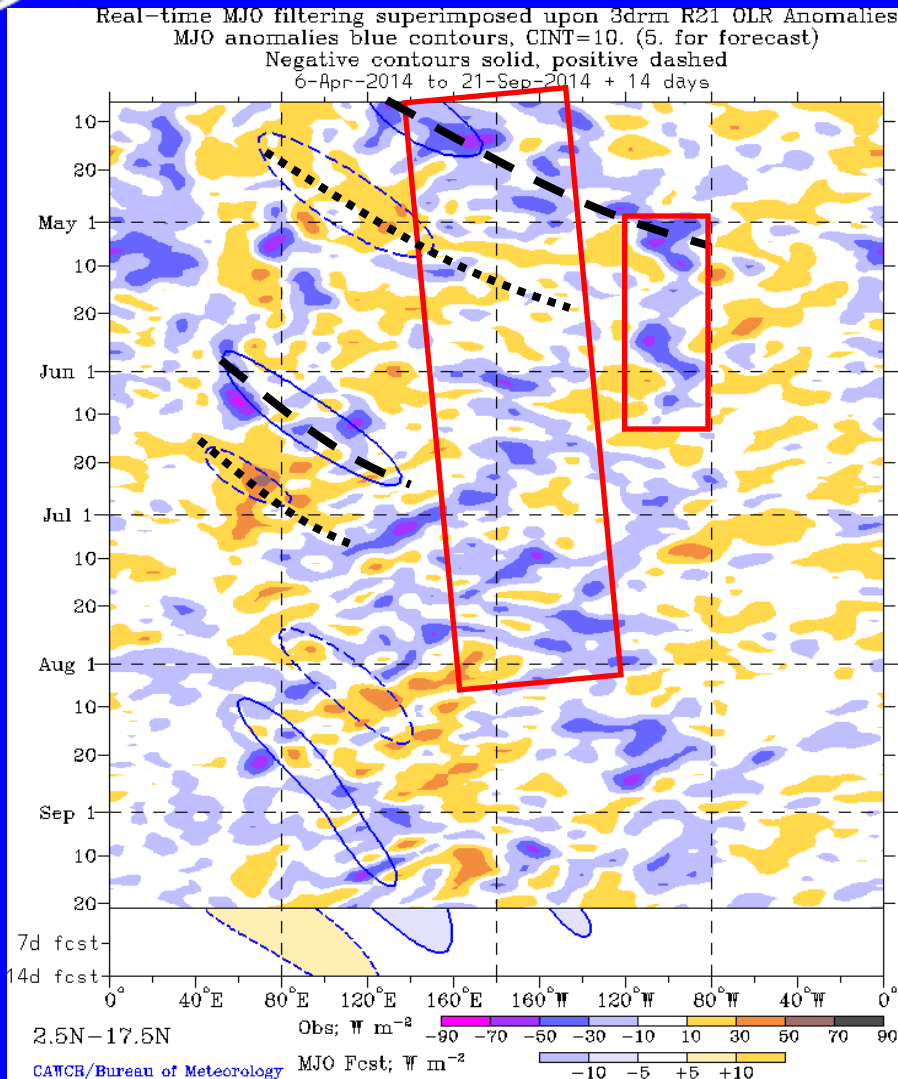 Real-time MJO filtering superimposed upon 3drm R21 OLR Anomalies
MJO anomalies blue contours, CINT=10. (5. for forecast)
Negative contours solid, positive dashed
6-Apr-2014 to 21-Sep-2014 + 14 days
10
20
May 1
10
20
Jun 1
10
20
Jul 1
10
20
Aug 1
10
20
Sep 1
10
20
7d fcst
14d fcst
0° 40°E 80°E 120°E 160°E 160°W 120°W 80°W 40°W 0°
2.5N-17.5N
Obs; W m-2
-90 -70 -50 -30 -10 10 30 50 70 90
CAWCR/Bureau of Meteorology
MJO Fcst; W m-2
-10 -5 +5 +10